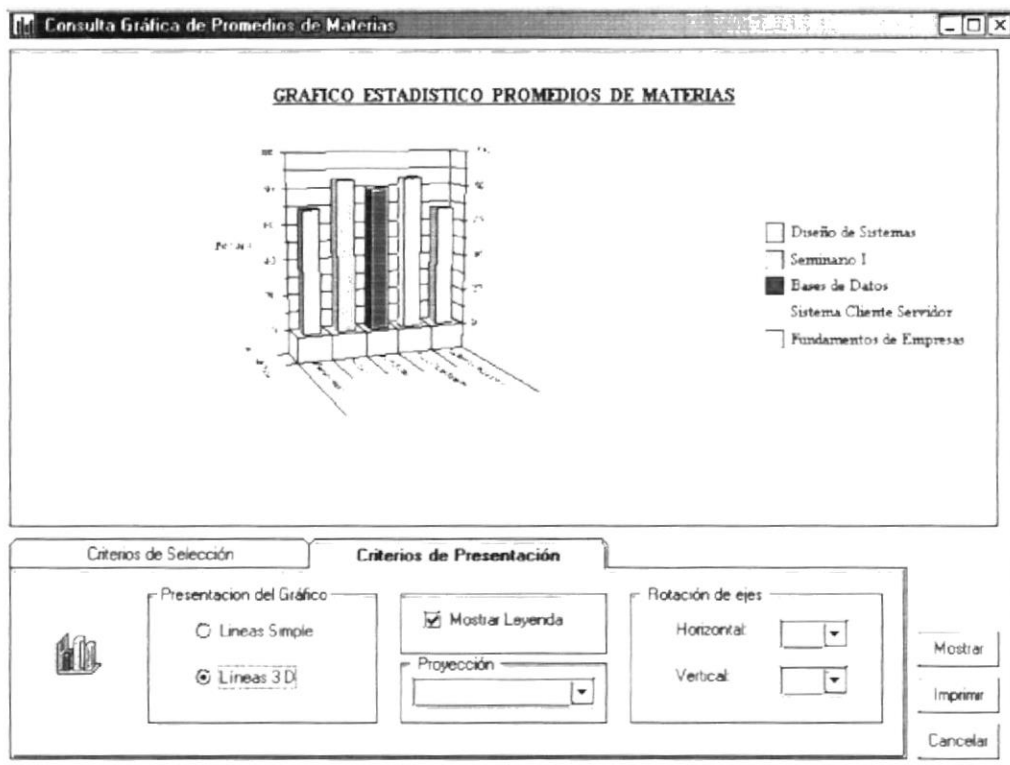 Consulta Gráfica de Promedios de Materias
GRAFICO ESTADISTICO PROMEDIOS DE MATERIAS
Diseño de Sistemas
Seminario I
Bases de Datos
Sistema Cliente Servidor
Fundamentos de Empresas
Criterios de Selección
Criterios de Presentación
Presentacion del Gráfico
Lineas Simple
Lineas 3 D
Mostrar Leyenda
Proyección
Rotación de ejes
Horizontal:
Vertical:
Mostrar
Imprimir
Cancelar